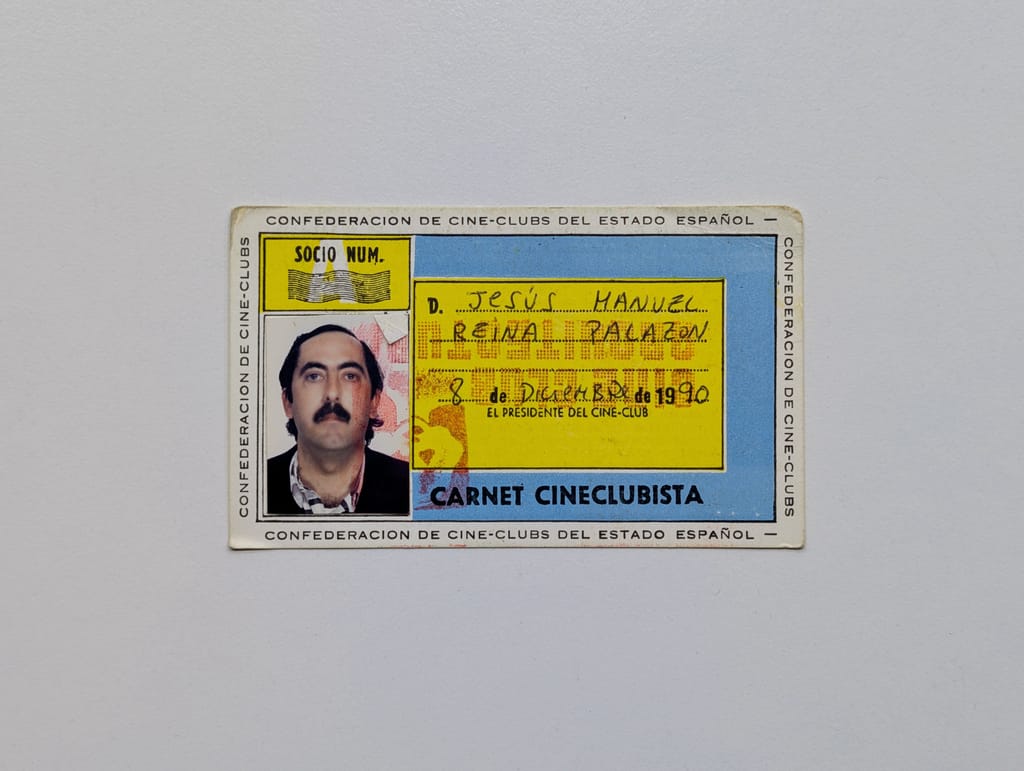 CONFEDERACION DE CINE-CLUBS DEL ESTADO ESPAÑOL —
CONFEDERACION DE CINE-CLUBS
CONFEDERACION DE CINE-CLUBS
SOCIO NUM.
A
D. JESÚS MANUEL
REINA PALAZON
8 de DICIEMBRE de 1990
EL PRESIDENTE DEL CINE-CLUB
CARNET CINECLUBISTA
CONFEDERACION DE CINE-CLUBS DEL ESTADO ESPAÑOL —